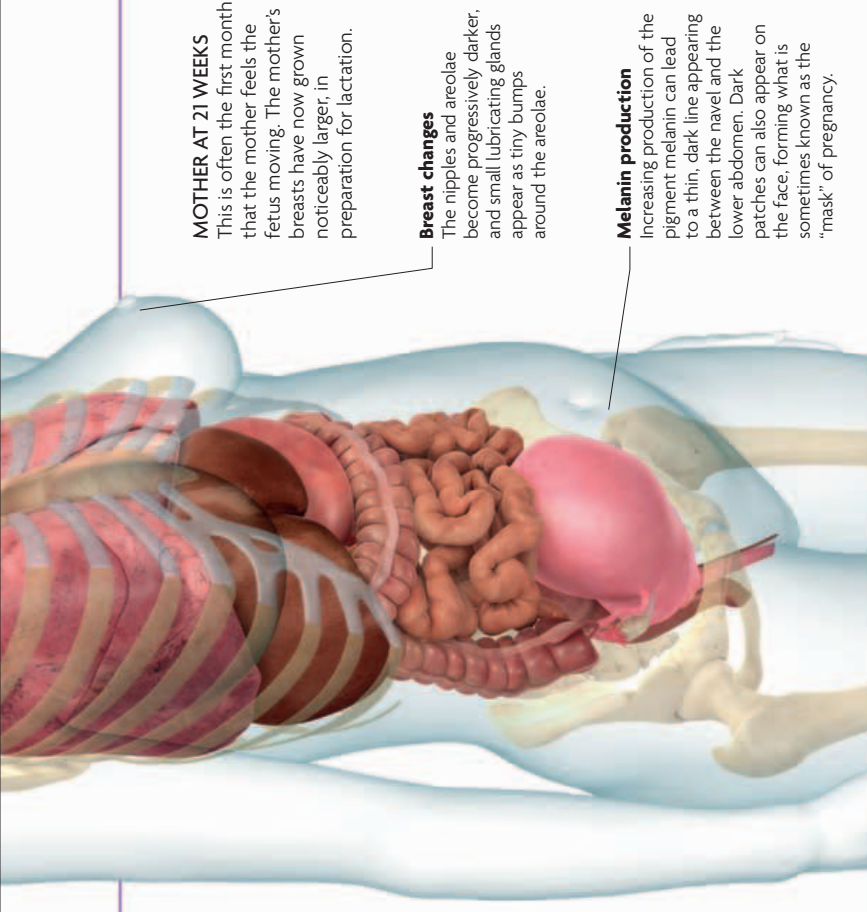 MOTHER AT 21 WEEKS
This is often the first month
that the mother feels the
fetus moving. The mother's
breasts have now grown
noticeably larger, in
preparation for lactation.
Breast changes
The nipples and areolae
become progressively darker,
and small lubricating glands
appear as tiny bumps
around the areolae.
Melanin production
Increasing production of the
pigment melanin can lead
to a thin, dark line appearing
between the navel and the
lower abdomen. Dark
patches can also appear on
the face, forming what is
sometimes known as the
“mask” of pregnancy.